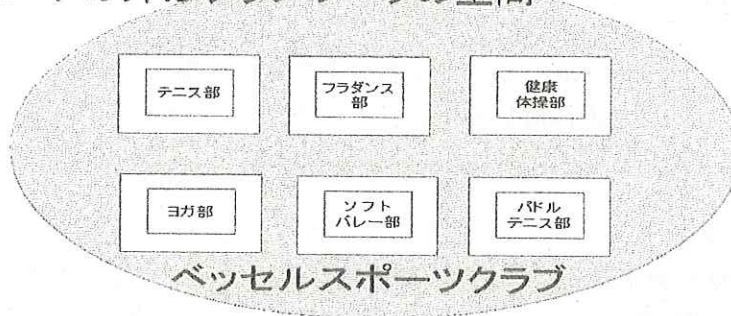 テニス部
フラダンス
部
健康
体操部
ヨガ部
ソフト
バレー部
パドル
テニス部
ベッセルスポーツクラブ